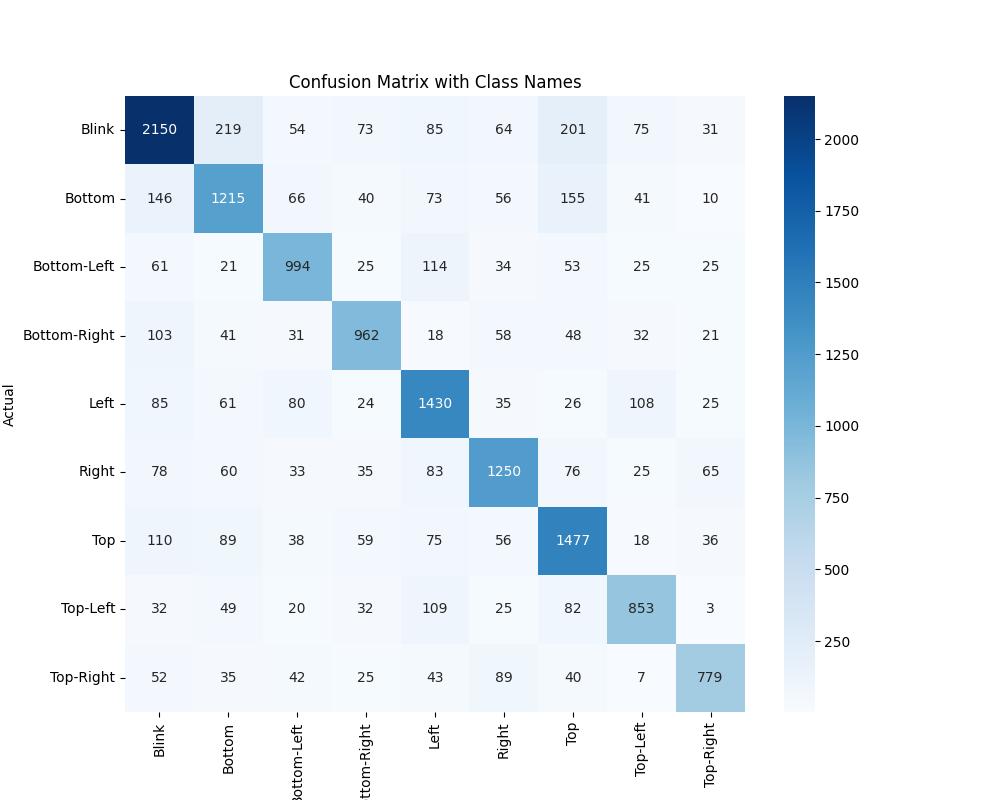 Confusion Matrix with Class Names
Blink 2150 219 54 73 85 64 201 75 31
Bottom 146 1215 66 40 73 56 155 41 10
Bottom-Left 61 21 994 25 114 34 53 25 25
Bottom-Right 103 41 31 962 18 58 48 32 21
Left 85 61 80 24 1430 35 26 108 25
Right 78 60 33 35 83 1250 76 25 65
Top 110 89 38 59 75 56 1477 18 36
Top-Left 32 49 20 32 109 25 82 853 3
Top-Right 52 35 42 25 43 89 40 7 779
Actual
Blink
Bottom
Bottom-Left
ttom-Right
Left
Right
Top
Top-Left
Top-Right
2000
1750
1500
1250
1000
750
500
250